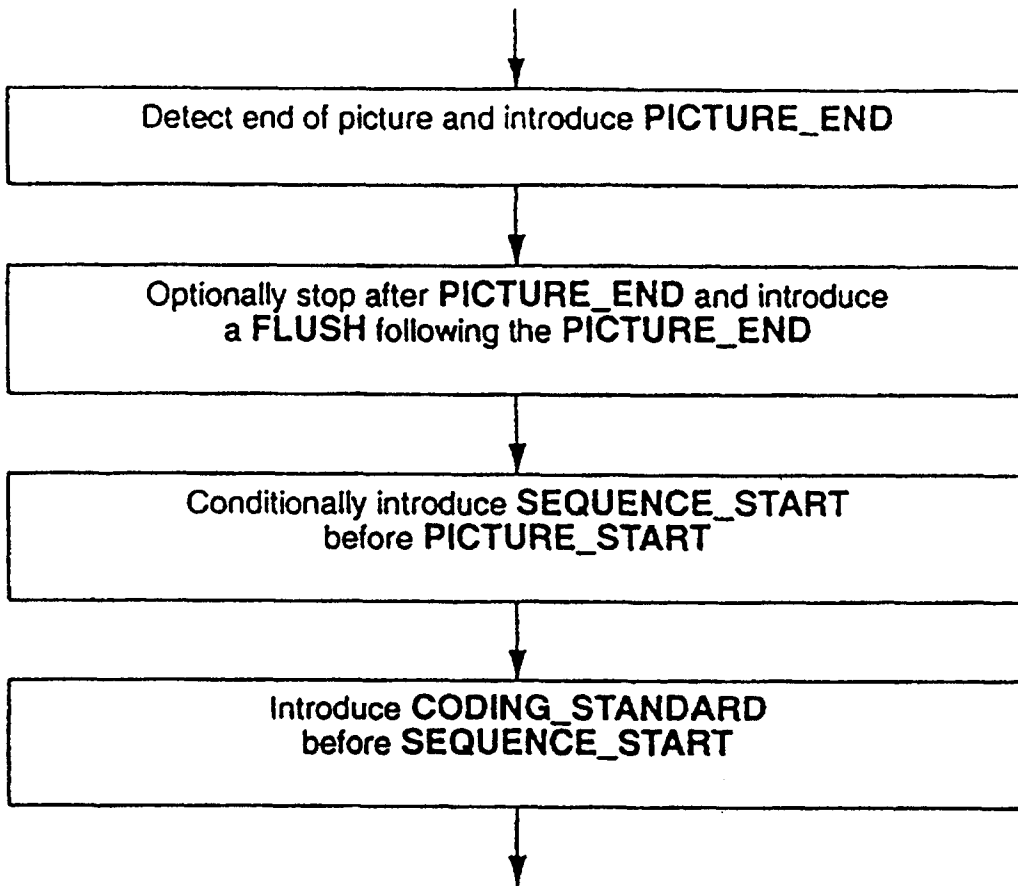 Detect end of picture and introduce PICTURE_END
Optionally stop after PICTURE_END and introduce
a FLUSH following the PICTURE_END
Conditionally introduce SEQUENCE_START
before PICTURE_START
Introduce CODING_STANDARD
before SEQUENCE_START